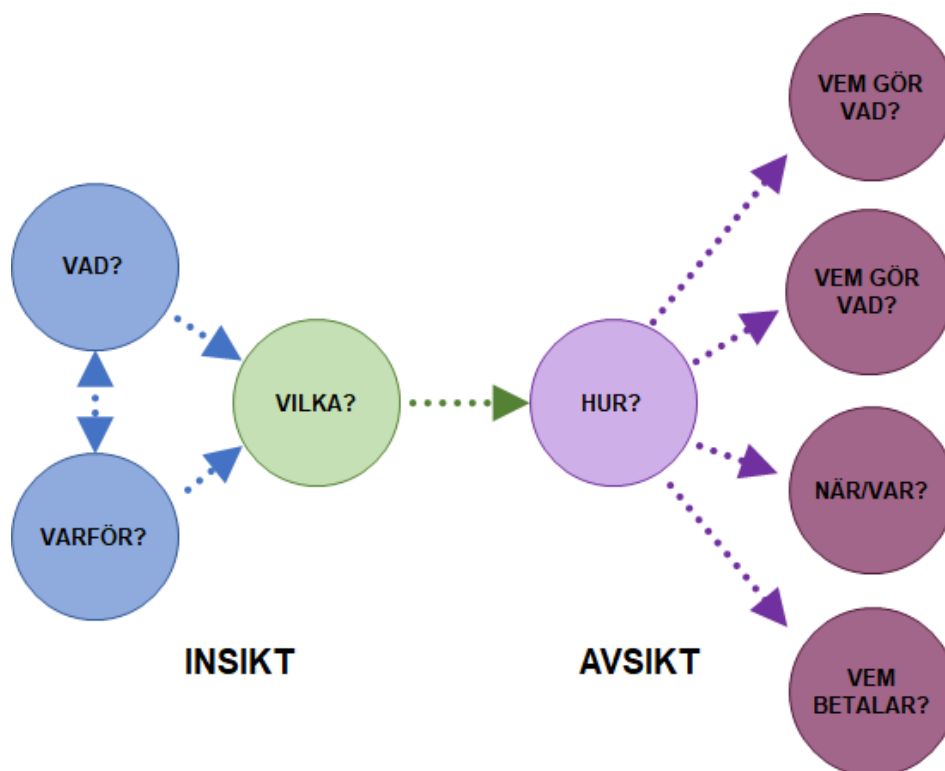 VAD?
VARFÖR?
VILKA?
HUR?
VEM GÖR
VAD?
VEM GÖR
VAD?
NÄR/VAR?
VEM
BETALAR?
INSIKT
AVSIKT